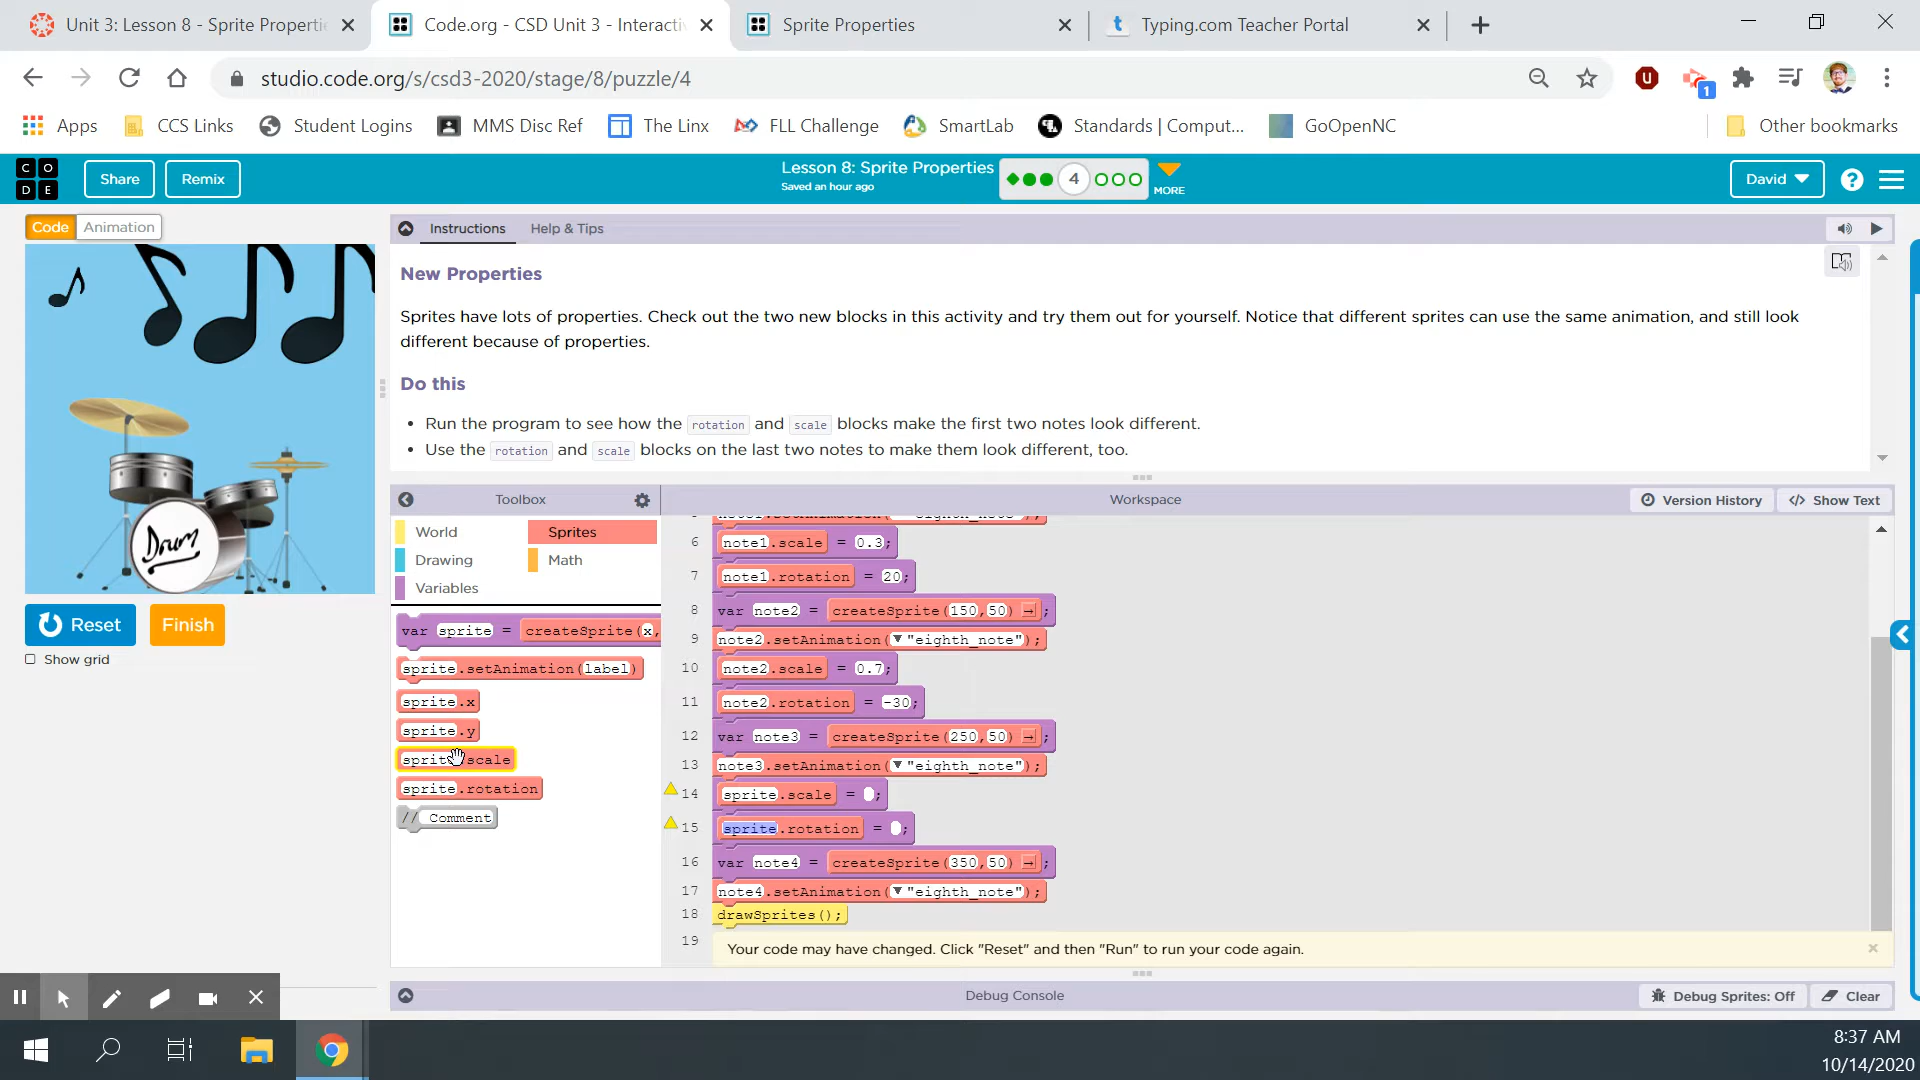 Unit 3: Lesson 8 - Sprite Properti
Code.org - CSD Unit 3 - Interacti
Sprite Properties
t Typing.com Teacher Portal
studio.code.org/s/csd3-2020/stage/8/puzzle/4
1
Apps
CCS Links
Student Logins
MMS Disc Ref
The Linx
FLL Challenge
SmartLab
Standards | Comput...
GoOpenNC
Other bookmarks
C O
D E
Share
Remix
Lesson 8: Sprite Properties
Saved an hour ago
4
MORE
David
?
Code
Animation
Instructions
Help & Tips
New Properties
Sprites have lots of properties. Check out the two new blocks in this activity and try them out for yourself. Notice that different sprites can use the same animation, and still look
different because of properties.
Do this
• Run the program to see how the rotation and scale blocks make the first two notes look different.
• Use the rotation and scale blocks on the last two notes to make them look different, too.
Drum
Reset
Finish
Show grid
Toolbox
Workspace
Version History
</> Show Text
World
Sprites
Drawing
Math
Variables
var sprite = createSprite(x,
sprite.setAnimation(label)
sprite.x
sprite.y
sprite.scale
sprite.rotation
// Comment
6 note1.scale = 0.3;
7 note1.rotation = 20;
8 var note2 = createSprite(150,50) → ;
9 note2.setAnimation(▼"eighth_note");
10 note2.scale = 0.7;
11 note2.rotation = -30;
12 var note3 = createSprite(250,50) → ;
13 note3.setAnimation(▼"eighth_note");
14 sprite.scale = ;
15 sprite.rotation = ;
16 var note4 = createSprite(350,50) → ;
17 note4.setAnimation(▼"eighth_note");
18 drawSprites();
19
Your code may have changed. Click "Reset" and then "Run" to run your code again.
Debug Console
Debug Sprites: Off
Clear
8:37 AM
10/14/2020